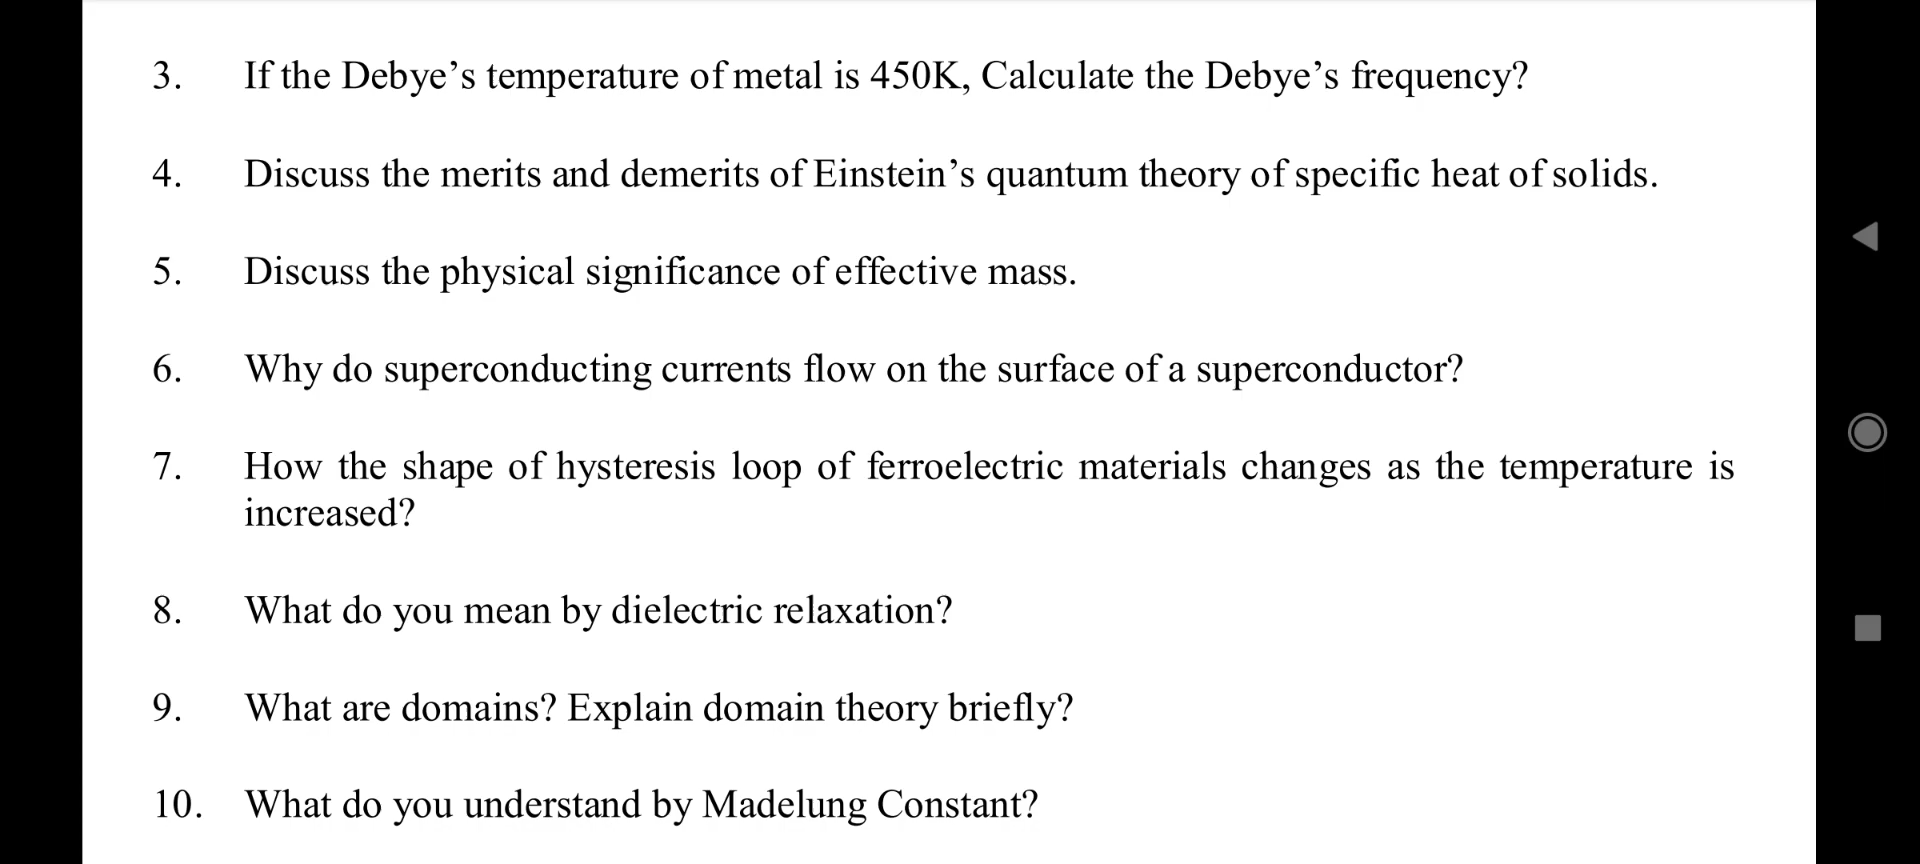 3. If the Debye’s temperature of metal is 450K, Calculate the Debye’s frequency?
4. Discuss the merits and demerits of Einstein’s quantum theory of specific heat of solids.
5. Discuss the physical significance of effective mass.
6. Why do superconducting currents flow on the surface of a superconductor?
7. How the shape of hysteresis loop of ferroelectric materials changes as the temperature is
increased?
8. What do you mean by dielectric relaxation?
9. What are domains? Explain domain theory briefly?
10. What do you understand by Madelung Constant?